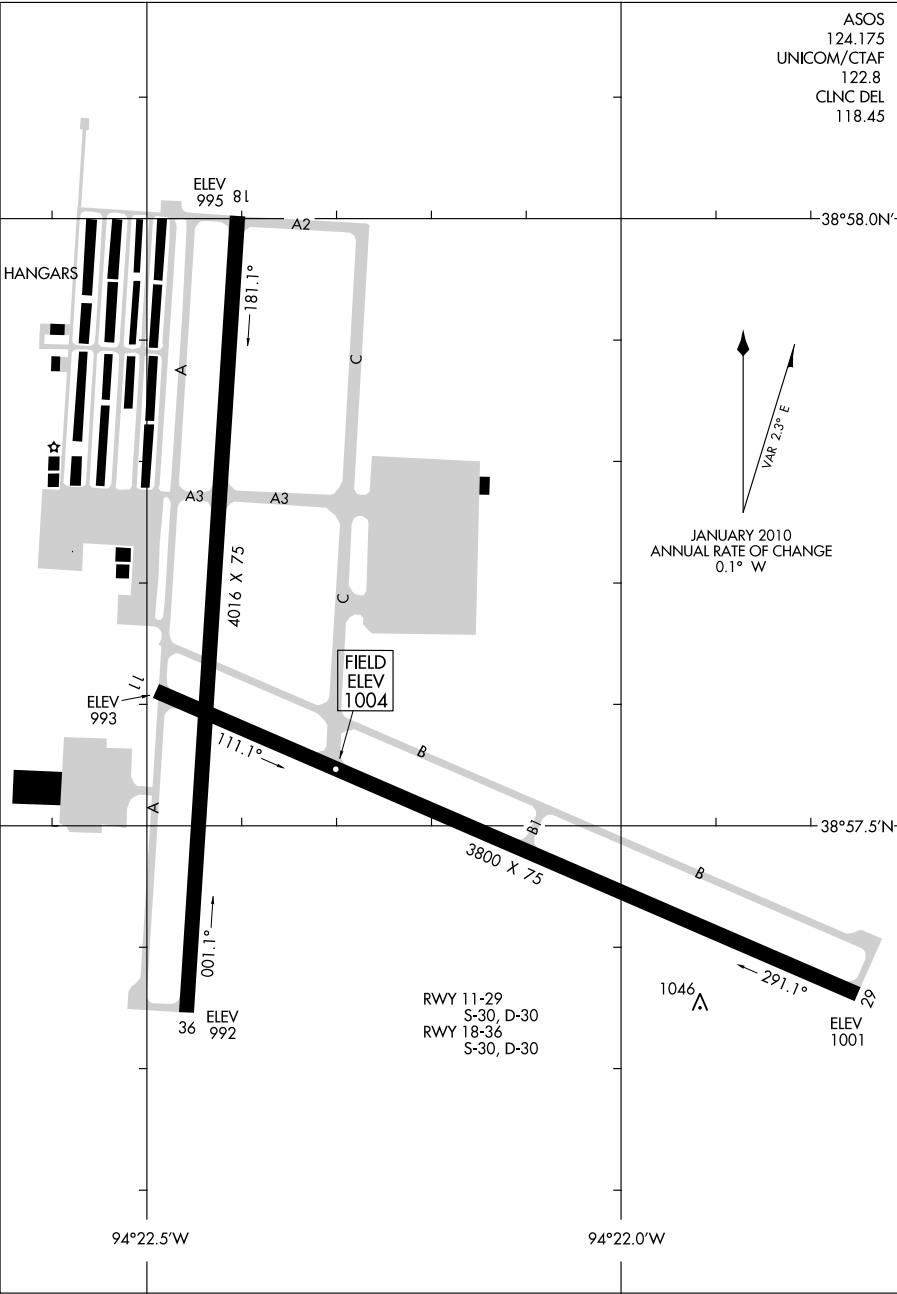 ASOS
124.175
UNICOM/CTAF
122.8
CLNC DEL
118.45
ELEV
995
18
A2
38°58.0N'
HANGARS
181.1°
A
C
VAR 2.3° E
A3
A3
JANUARY 2010
ANNUAL RATE OF CHANGE
0.1° W
4016 X 75
C
FIELD
ELEV
1004
11
ELEV
993
111.1°
B
A
B1
38°57.5'N
3800 X 75
B
001.1°
291.1°
1046
29
RWY 11-29
S-30, D-30
RWY 18-36
S-30, D-30
36
ELEV
992
ELEV
1001
94°22.5'W
94°22.0'W